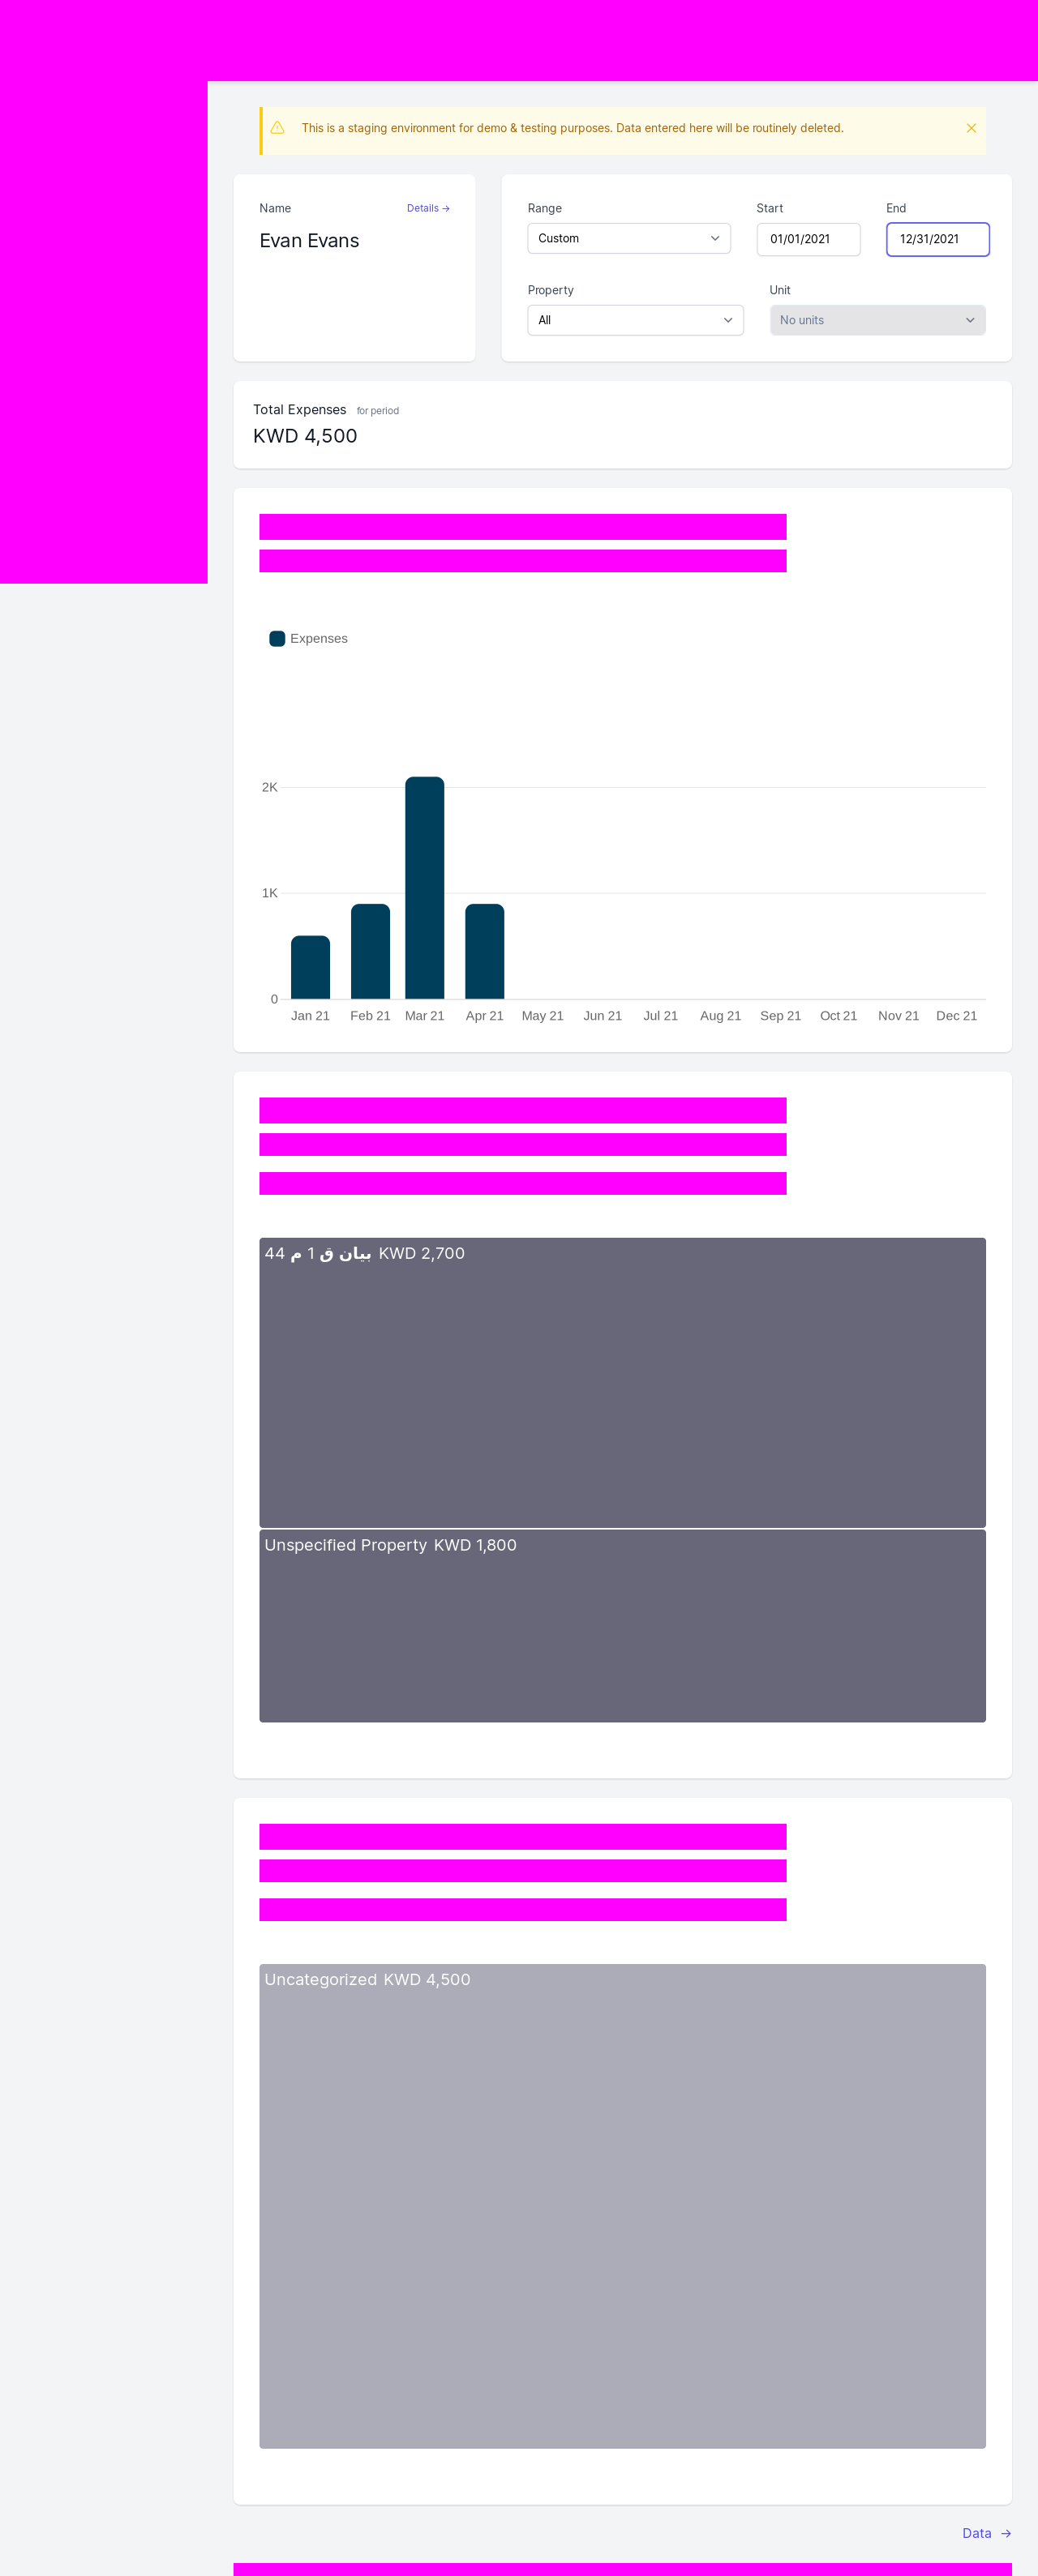 This is a staging environment for demo & testing purposes. Data entered here will be routinely deleted.
Name
Details →
Evan Evans
Range
Start
End
Custom
01/01/2021
12/31/2021
Property
Unit
All
No units
Total Expenses for period
KWD 4,500
Expenses
2K
1K
0
Jan 21 Feb 21 Mar 21 Apr 21 May 21 Jun 21 Jul 21 Aug 21 Sep 21 Oct 21 Nov 21 Dec 21
بيان ق 1 م 44 KWD 2,700
Unspecified Property KWD 1,800
Uncategorized KWD 4,500
Data →